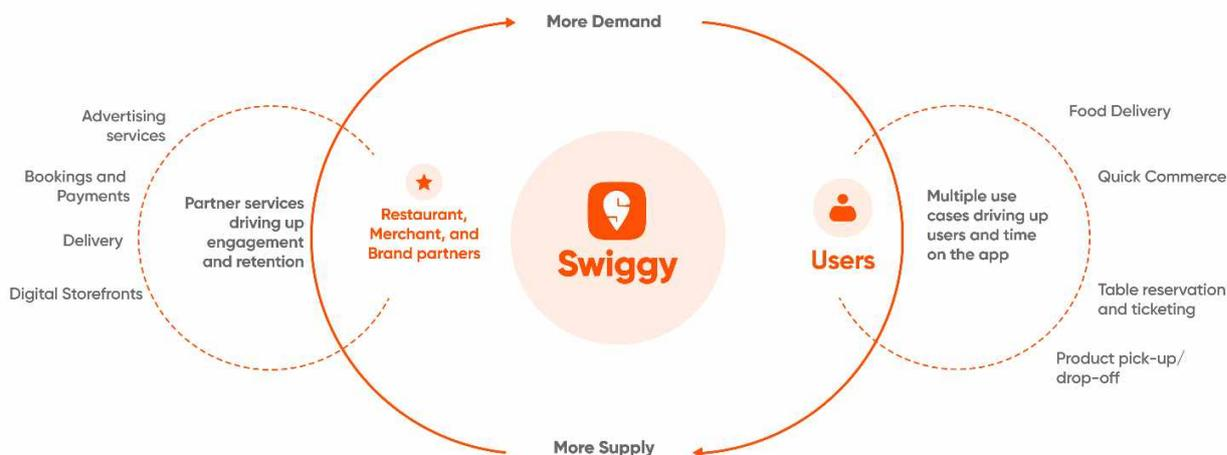 More Demand
Advertising
services
Bookings and
Payments
Delivery
Digital Storefronts
Partner services
driving up
engagement
and retention
Restaurant,
Merchant, and
Brand partners
Swiggy
Users
Multiple use
cases driving up
users and time
on the app
Food Delivery
Quick Commerce
Table reservation
and ticketing
Product pick-up/
drop-off
More Supply